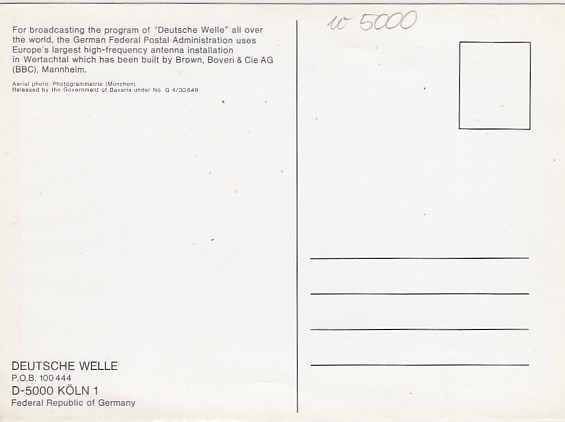 For broadcasting the program of "Deutsche Welle" all over
the world, the German Federal Postal Administration uses
Europe's largest high-frequency antenna installation
in Wertachtal which has been built by Brown, Boveri & Cie AG
(BBC), Mannheim.
Aerial photo: Photogrammetrie (München)
Released by the Government of Bavaria under No. G 4/30649
w 5000
DEUTSCHE WELLE
P.O.B. 100 444
D-5000 KÖLN 1
Federal Republic of Germany